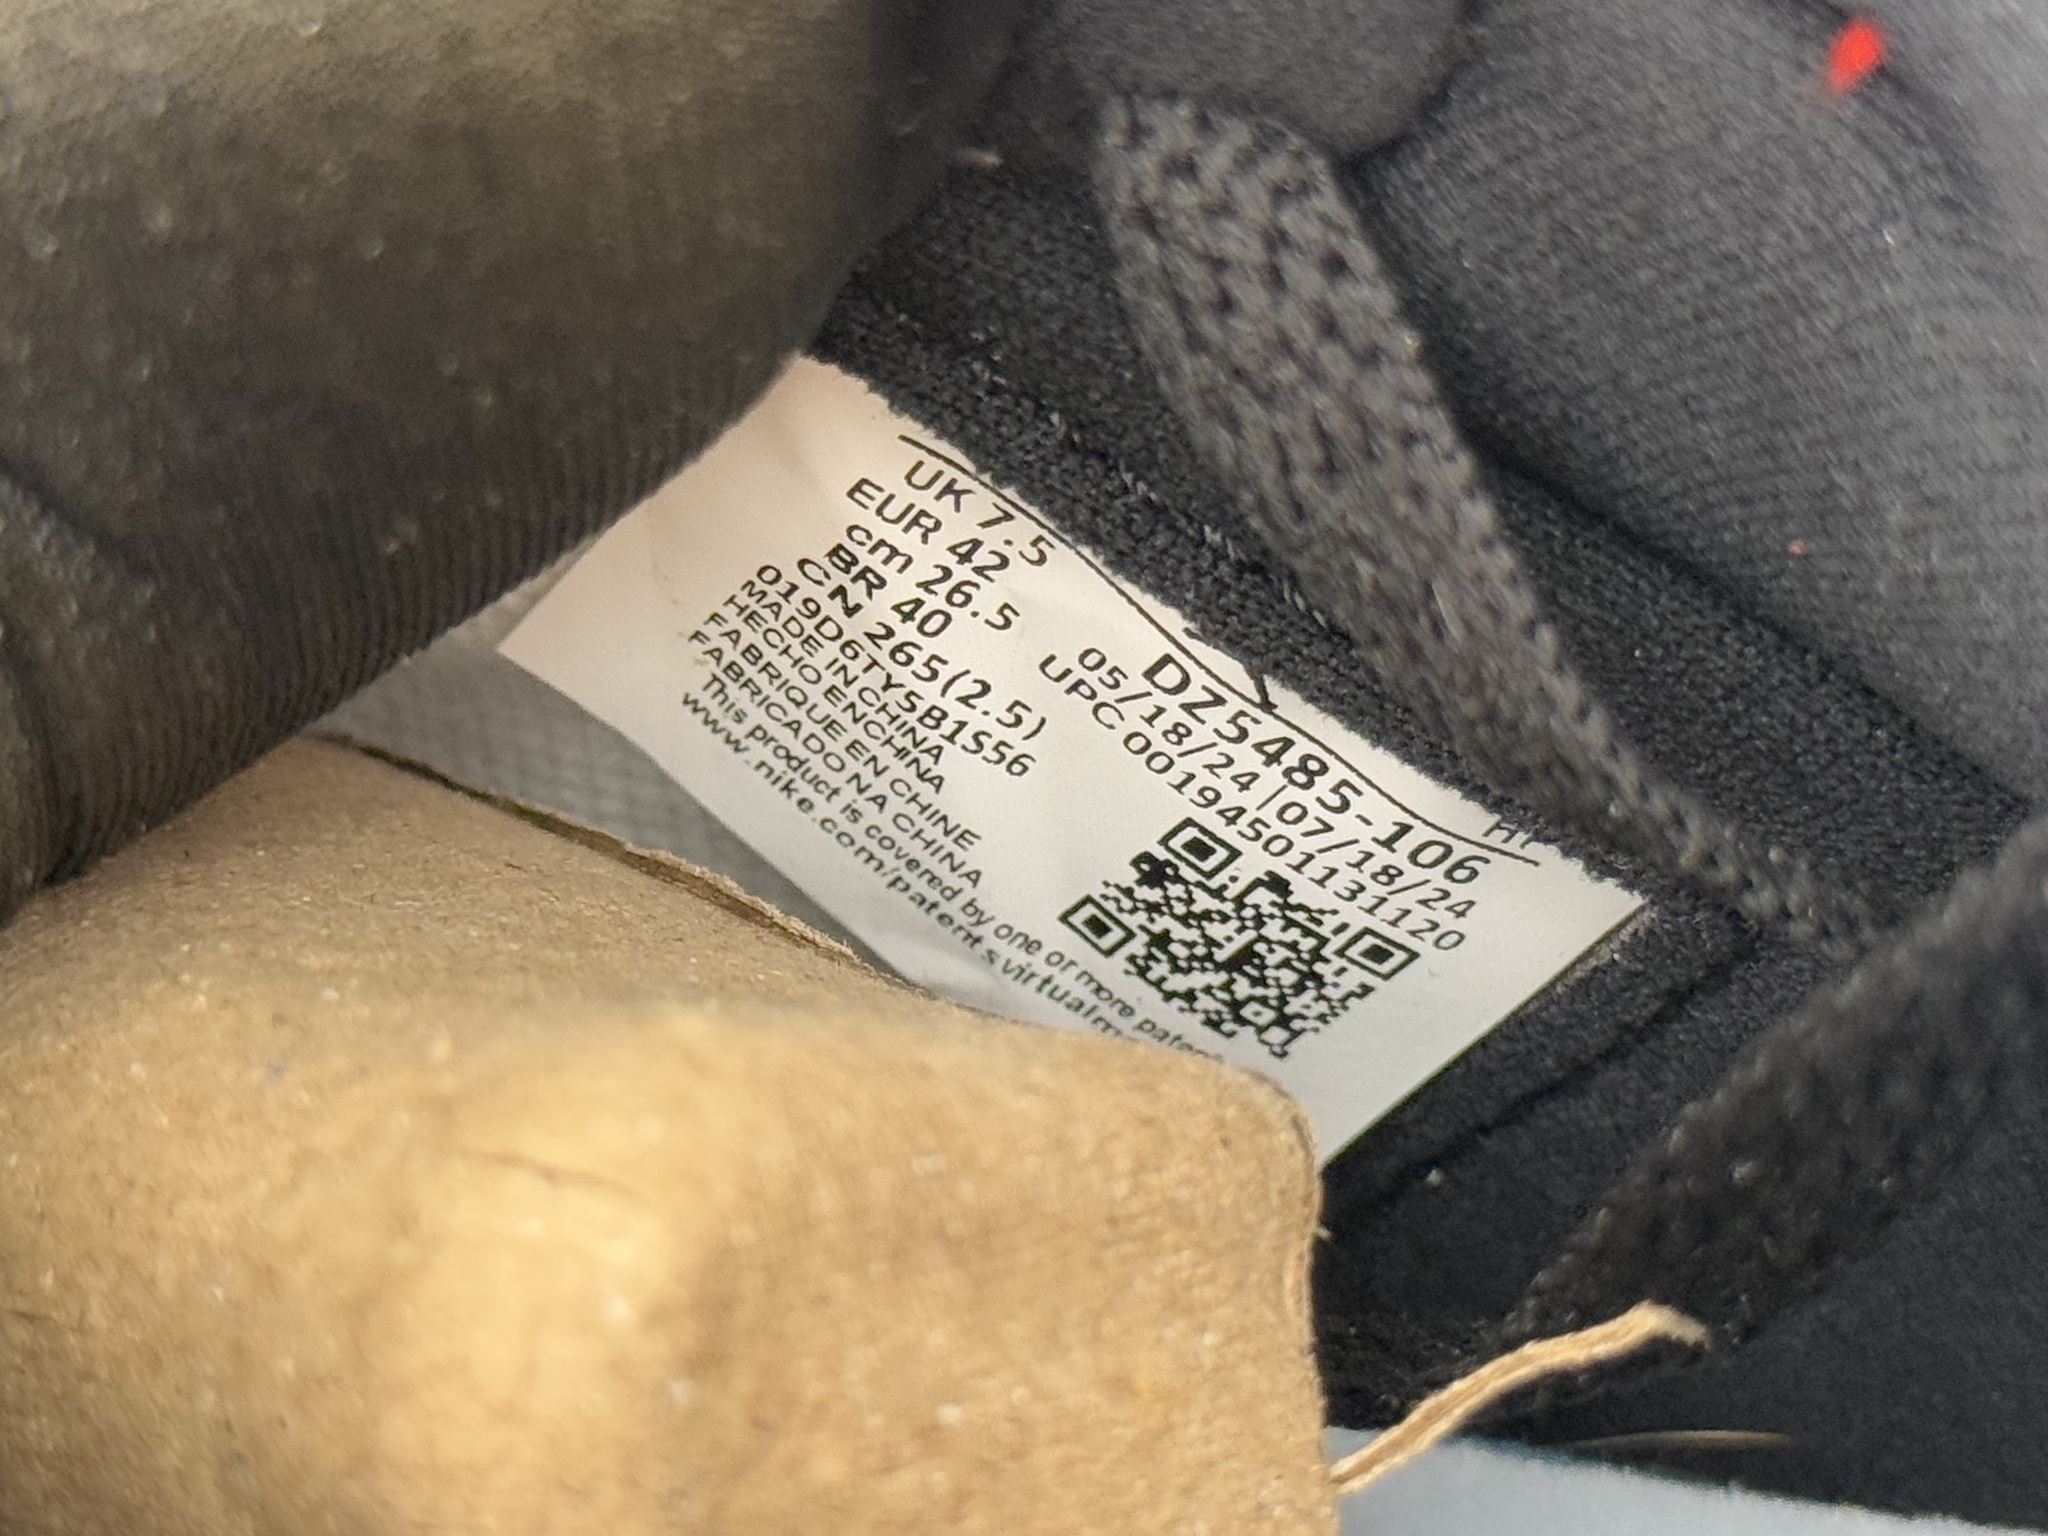 UK 7.5
EUR 42
cm 26.5
BR 40
CN 265(2.5)
019D6TY5B1S56
MADE IN CHINA
HECHO EN CHINA
FABRIQUE EN CHINE
FABRICADO NA CHINA
This product is covered by one or more
www.nike.com/patents
DZ5485-106
05/18/24 | 07/18/24
UPC 00194501131120